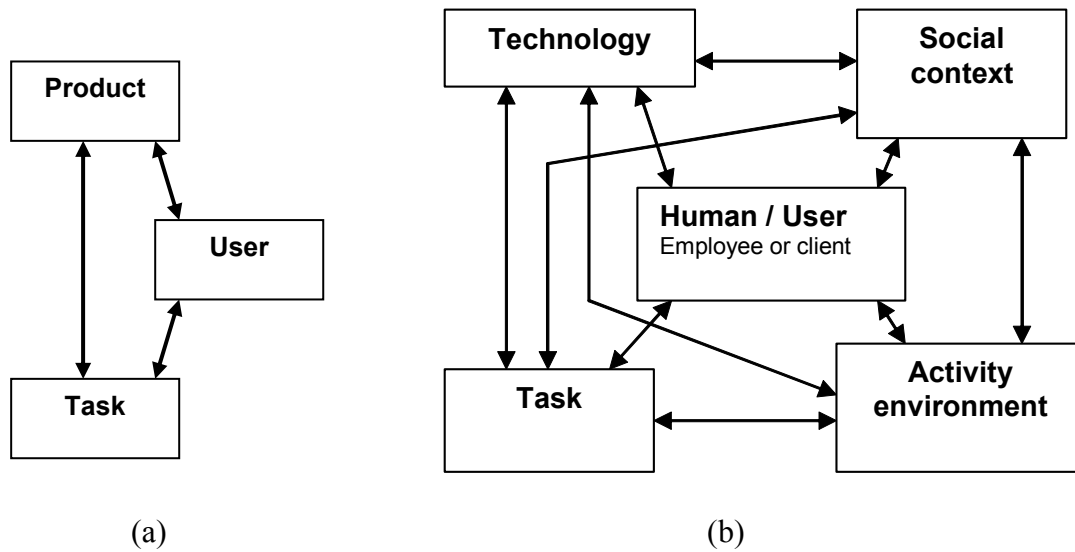 Product
User
Task
(a)
Technology
Social
context
Human / User
Employee or client
Task
Activity
environment
(b)